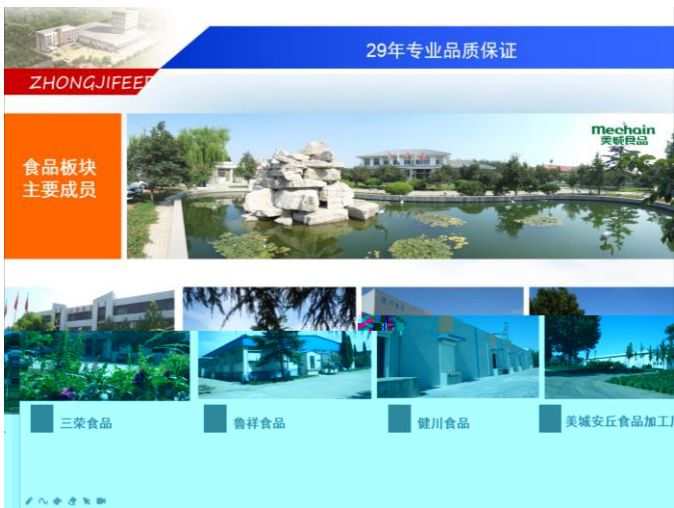 29年专业品质保证
ZHONGJIFEED
Mechain
美城食品
食品板块
主要成员
三荣食品
鲁祥食品
健川食品
美城安丘食品加工